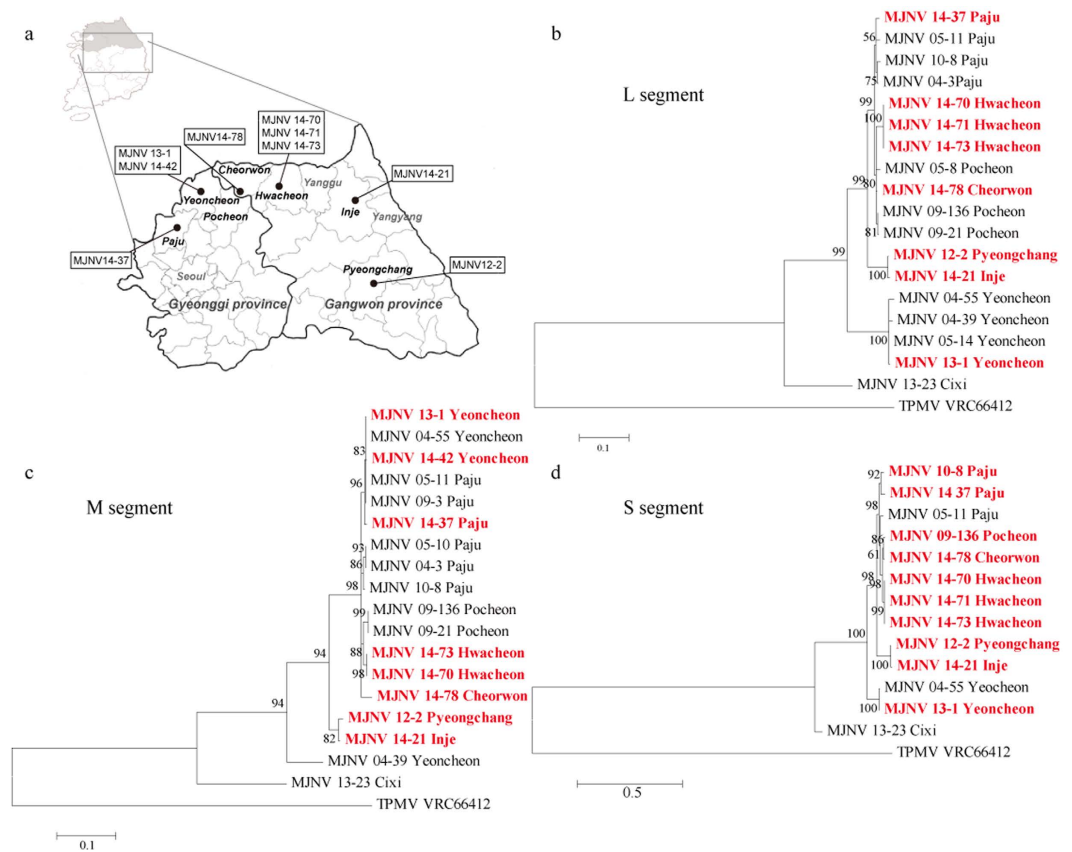 a
MJNV 14-70
MJNV 14-71
MJNV 14-73
MJNV14-78
MJNV 13-1
MJNV 14-42
MJNV14-21
Cheorwon
Yanggu
Yeoncheon
Hwacheon
Inje
Pocheon
Yangyang
Paju
MJNV14-37
Seoul
Pyeongchang
MJNV12-2
Gyeonggi province
Gangwon province
b
L segment
MJNV 14-37 Paju
56
MJNV 05-11 Paju
MJNV 10-8 Paju
75
MJNV 04-3Paju
99
MJNV 14-70 Hwacheon
100
MJNV 14-71 Hwacheon
MJNV 14-73 Hwacheon
MJNV 05-8 Pocheon
99
80
MJNV 14-78 Cheorwon
MJNV 09-136 Pocheon
81
MJNV 09-21 Pocheon
99
MJNV 12-2 Pyeongchang
100
MJNV 14-21 Inje
MJNV 04-55 Yeoncheon
MJNV 04-39 Yeoncheon
100
MJNV 05-14 Yeoncheon
MJNV 13-1 Yeoncheon
MJNV 13-23 Cixi
TPMV VRC66412
0.1
c
M segment
MJNV 13-1 Yeoncheon
MJNV 04-55 Yeoncheon
83
MJNV 14-42 Yeoncheon
96
MJNV 05-11 Paju
MJNV 09-3 Paju
MJNV 14-37 Paju
93
MJNV 05-10 Paju
86
MJNV 04-3 Paju
98
MJNV 10-8 Paju
99
MJNV 09-136 Pocheon
MJNV 09-21 Pocheon
94
88
MJNV 14-73 Hwacheon
98
MJNV 14-70 Hwacheon
MJNV 14-78 Cheorwon
94
MJNV 12-2 Pyeongchang
82
MJNV 14-21 Inje
MJNV 04-39 Yeoncheon
MJNV 13-23 Cixi
TPMV VRC66412
0.1
d
S segment
92
MJNV 10-8 Paju
MJNV 14 37 Paju
98
MJNV 05-11 Paju
86
MJNV 09-136 Pocheon
61
MJNV 14-78 Cheorwon
98
98
MJNV 14-70 Hwacheon
MJNV 14-71 Hwacheon
99
MJNV 14-73 Hwacheon
100
MJNV 12-2 Pyeongchang
100
MJNV 14-21 Inje
MJNV 04-55 Yeocheon
100
MJNV 13-1 Yeoncheon
MJNV 13-23 Cixi
TPMV VRC66412
0.5